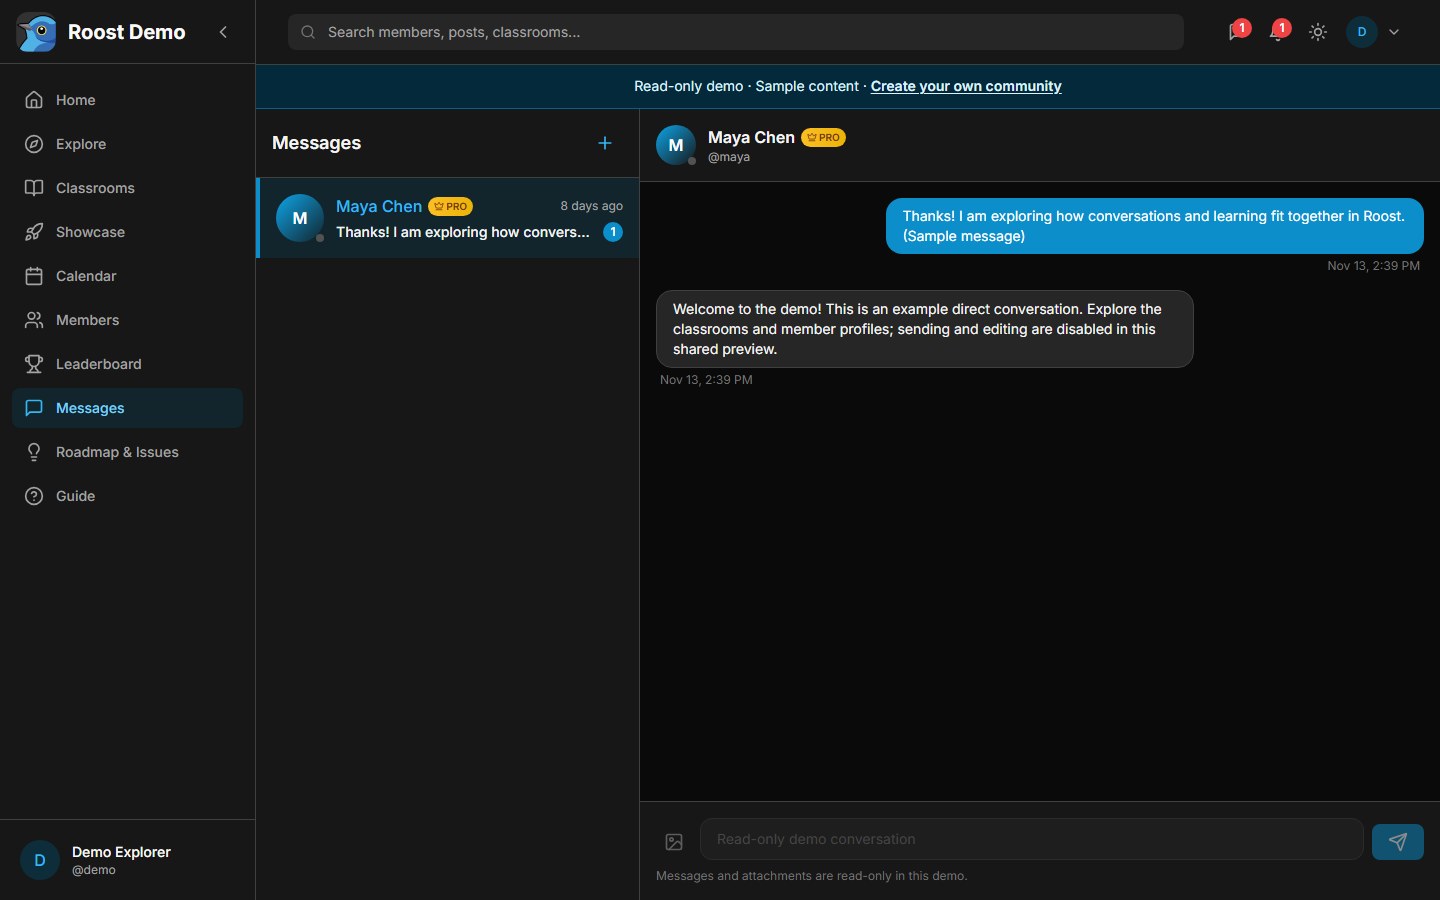 Roost Demo
Search members, posts, classrooms...
1
1
D
Read-only demo · Sample content · Create your own community
Home
Explore
Classrooms
Showcase
Calendar
Members
Leaderboard
Messages
Roadmap & Issues
Guide
Demo Explorer
@demo
D
Messages
M
Maya Chen
PRO
8 days ago
Thanks! I am exploring how convers...
1
M
Maya Chen
PRO
@maya
Thanks! I am exploring how conversations and learning fit together in Roost.
(Sample message)
Nov 13, 2:39 PM
Welcome to the demo! This is an example direct conversation. Explore the
classrooms and member profiles; sending and editing are disabled in this
shared preview.
Nov 13, 2:39 PM
Read-only demo conversation
Messages and attachments are read-only in this demo.